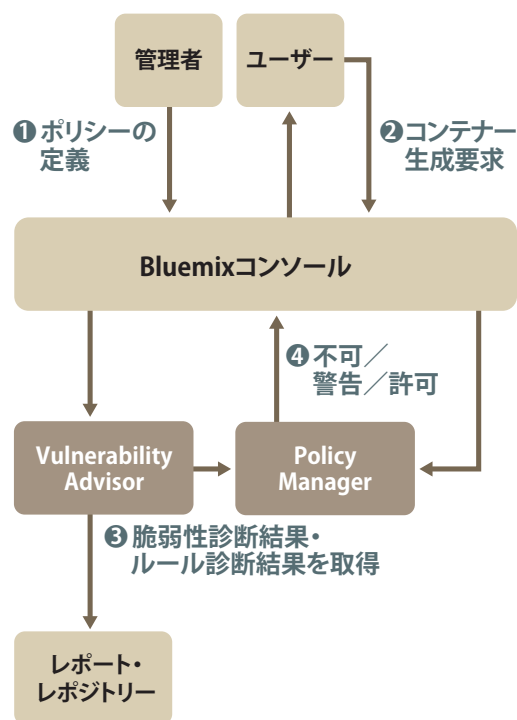 管理者
ユーザー
❶ポリシーの
定義
❷コンテナー
生成要求
Bluemixコンソール
❹不可／
警告／許可
Vulnerability
Advisor
Policy
Manager
❸脆弱性診断結果・
ルール診断結果を取得
レポート・
レポジトリー